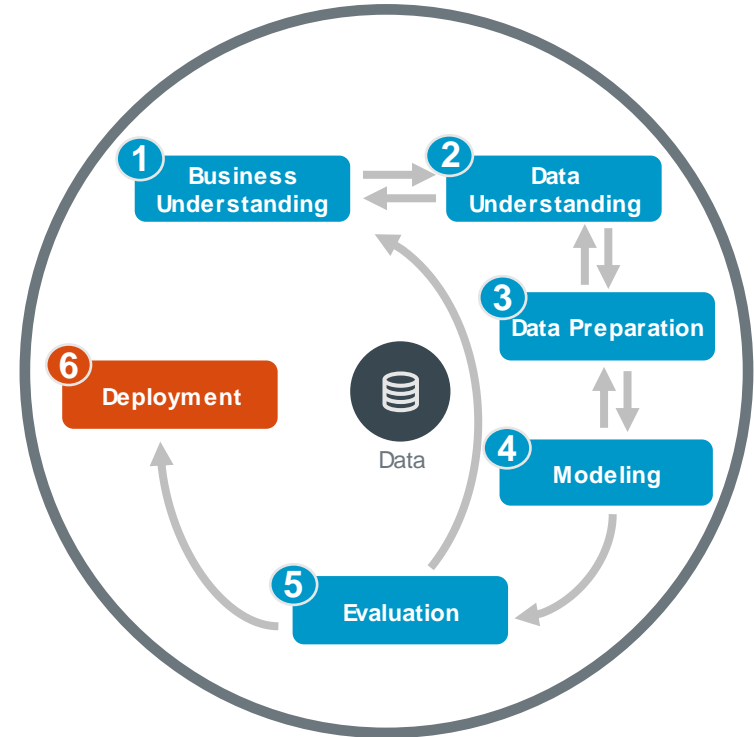 1
Business
Understanding
2
Data
Understanding
3
Data Preparation
4
Modeling
5
Evaluation
6
Deployment
Data